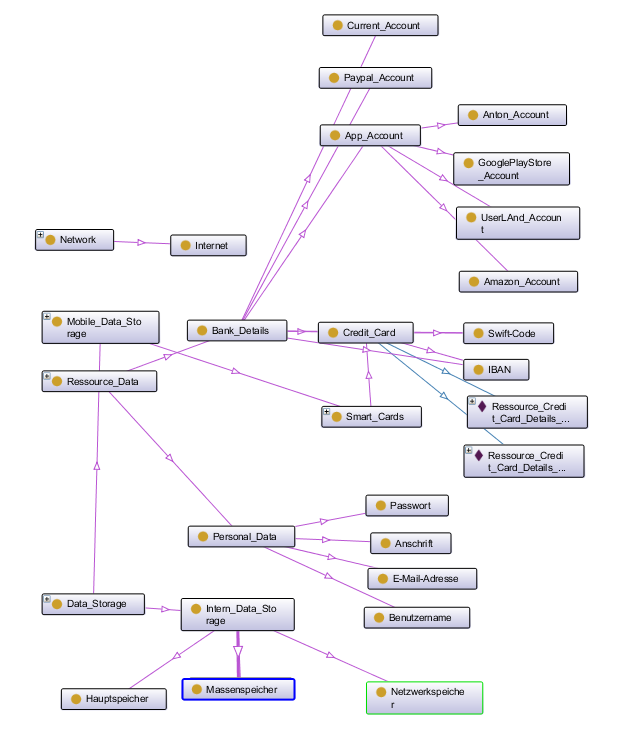 Current_Account
Paypal_Account
App_Account
Anton_Account
GooglePlayStore
_Account
UserLAnd_Accoun
t
Network
Internet
Amazon_Account
Mobile_Data_Sto
rage
Bank_Details
Credit_Card
Swift-Code
IBAN
Ressource_Data
Smart_Cards
Ressource_Credi
t_Card_Details_...
Ressource_Credi
t_Card_Details_...
Passwort
Personal_Data
Anschrift
E-Mail-Adresse
Data_Storage
Intern_Data_Sto
rage
Benutzername
Hauptspeicher
Massenspeicher
Netzwerkspeiche
r